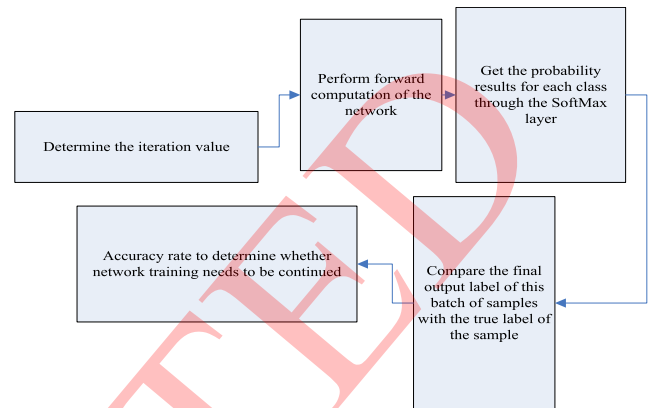 Determine the iteration value
Perform forward
computation of the
network
Get the probability
results for each class
through the SoftMax
layer
Compare the final
output label of this
batch of samples
with the true label of
the sample
Accuracy rate to determine whether
network training needs to be continued
TED